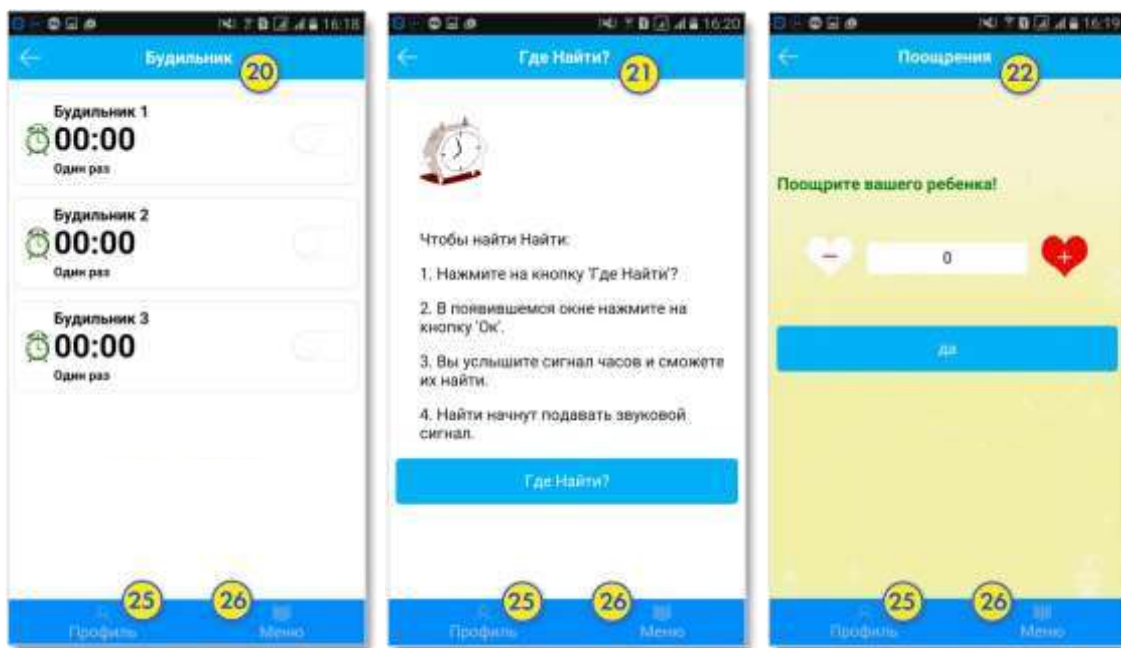 16:18
Будильник
20
Будильник 1
00:00
Один раз
Будильник 2
00:00
Один раз
Будильник 3
00:00
Один раз
25
26
Профиль
Меню
16:20
Где Найти?
21
Чтобы найти Найти:
1. Нажмите на кнопку 'Где Найти'?
2. В появившемся окне нажмите на
кнопку 'Ок'.
3. Вы услышите сигнал часов и сможете
их найти.
4. Найти начнут подавать звуковой
сигнал.
Где Найти?
25
26
Профиль
Меню
16:19
Поощрения
22
Поощрите вашего ребенка!
0
да
25
26
Профиль
Меню